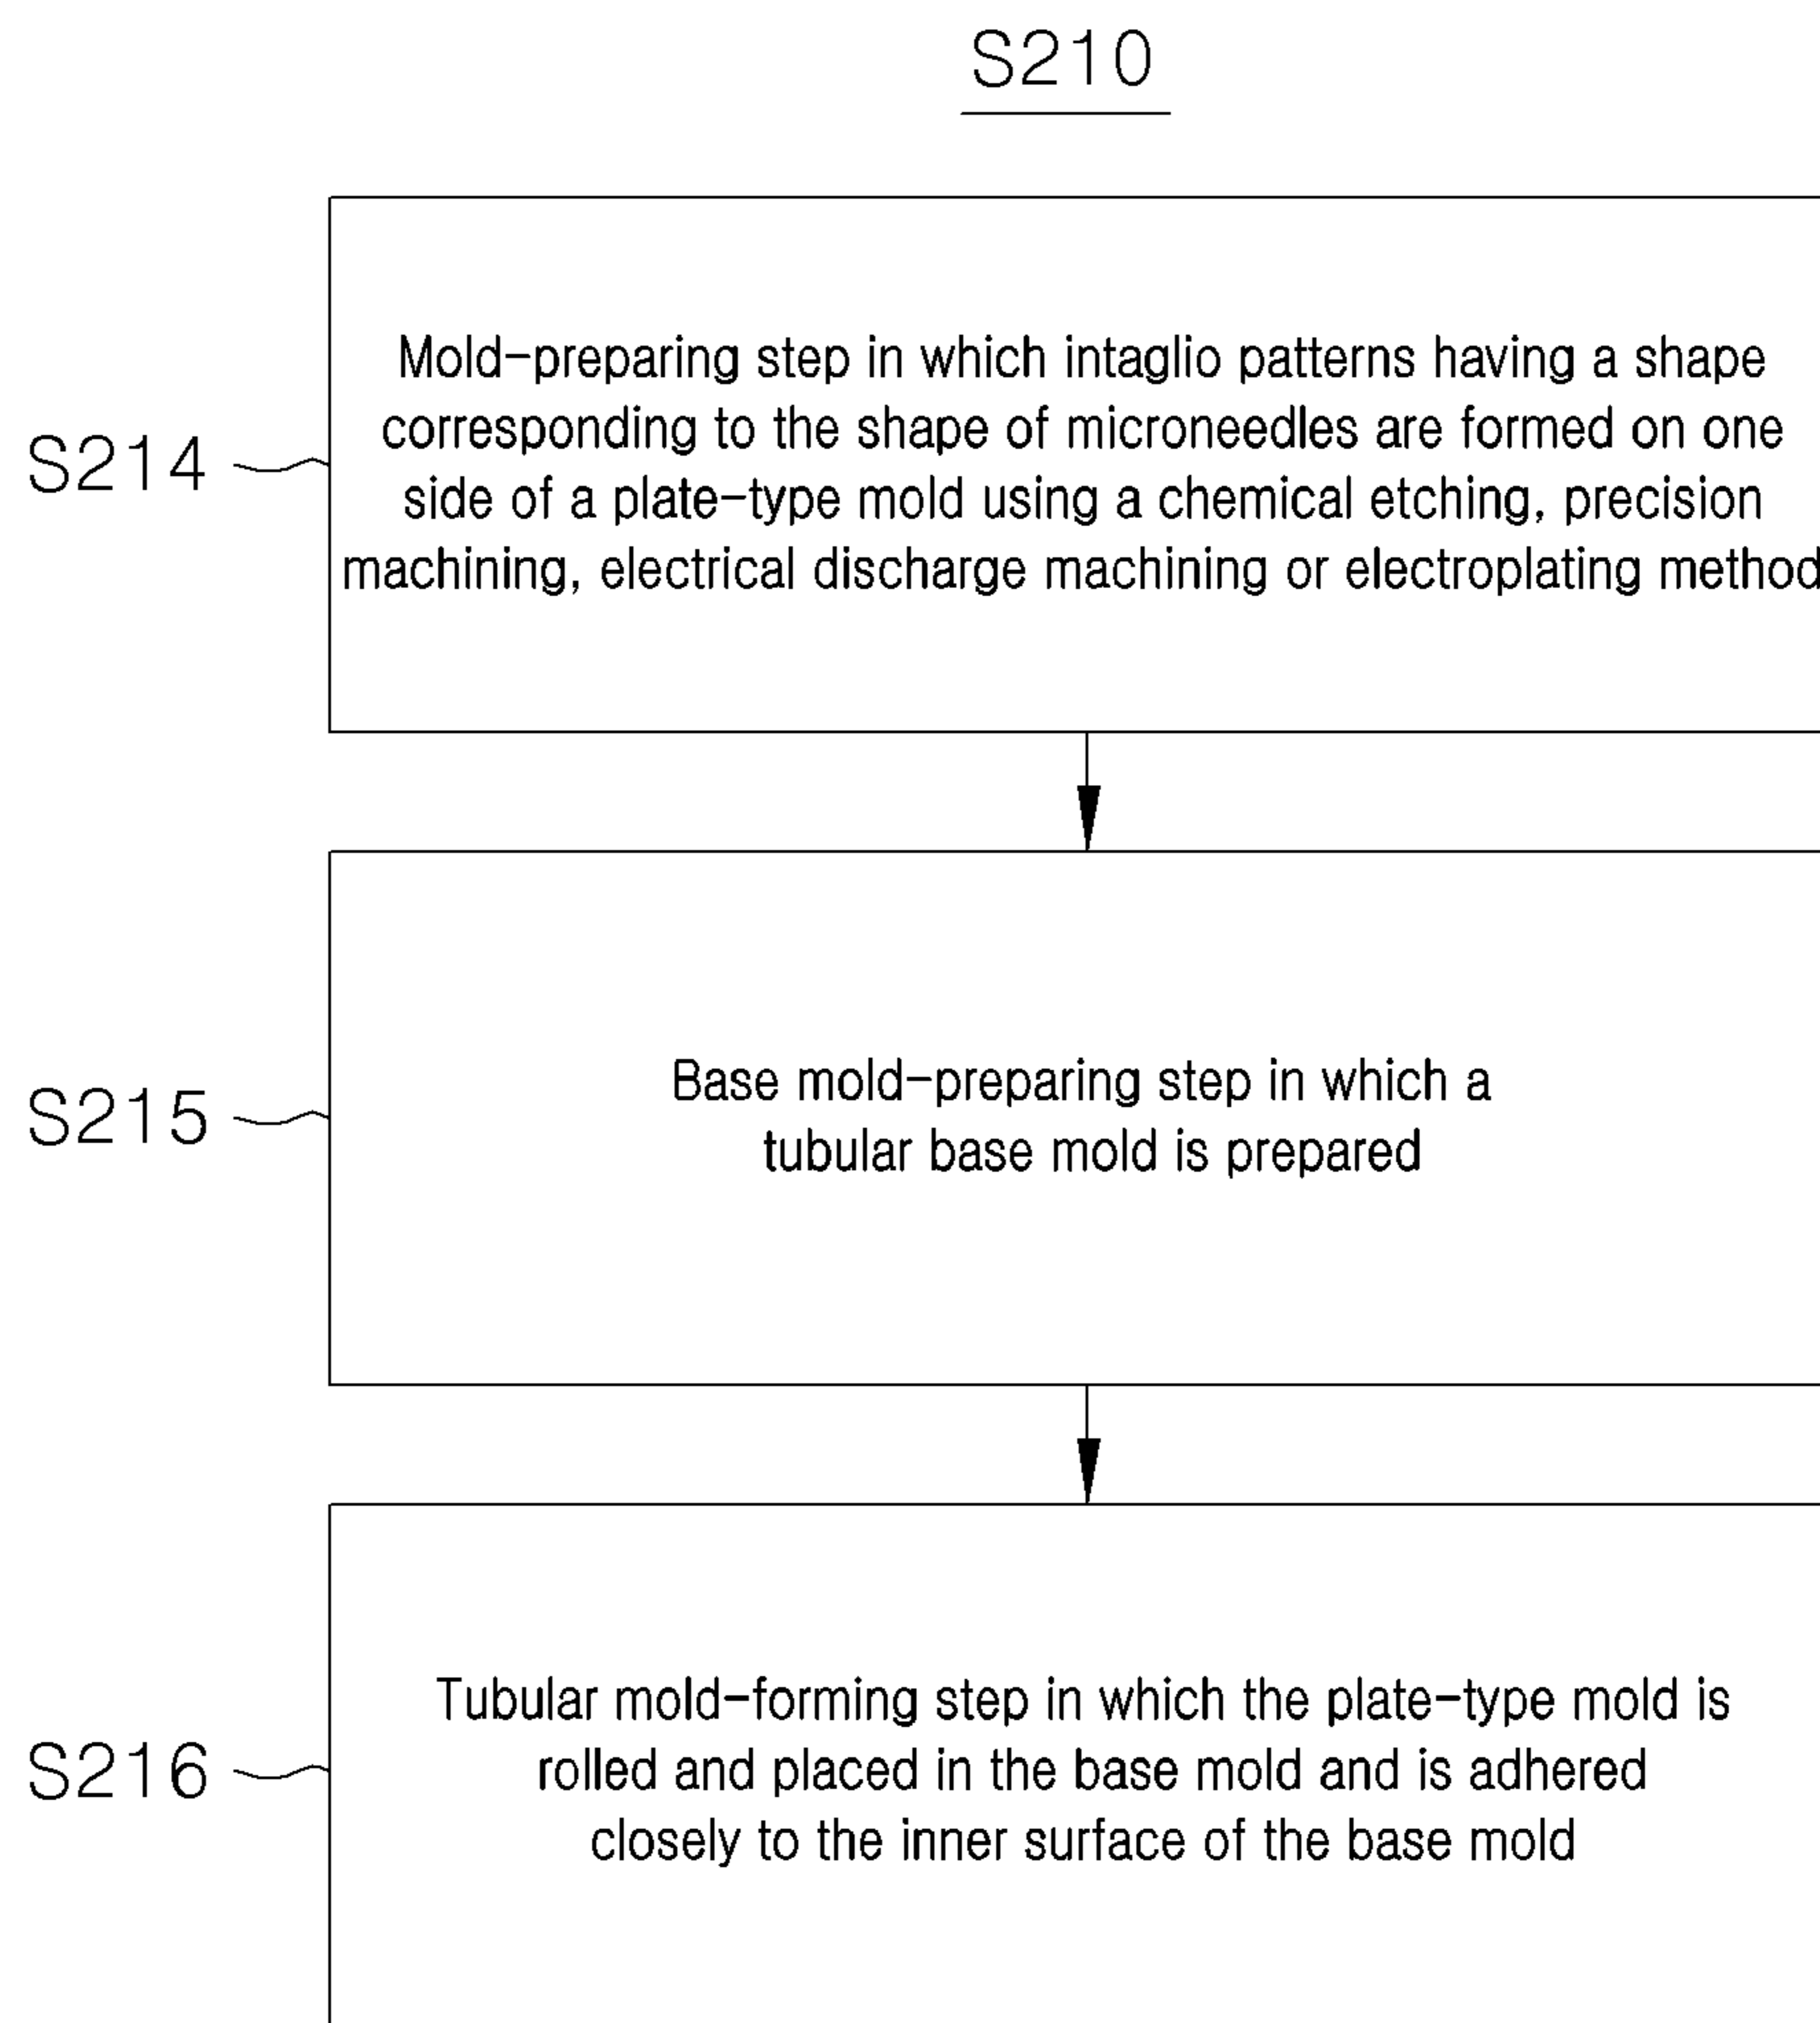 S210
S214
Mold-preparing step in which intaglio patterns having a shape
corresponding to the shape of microneedles are formed on one
side of a plate-type mold using a chemical etching, precision
machining, electrical discharge machining or electroplating method
S215
Base mold-preparing step in which a
tubular base mold is prepared
S216
Tubular mold-forming step in which the plate-type mold is
rolled and placed in the base mold and is adhered
closely to the inner surface of the base mold